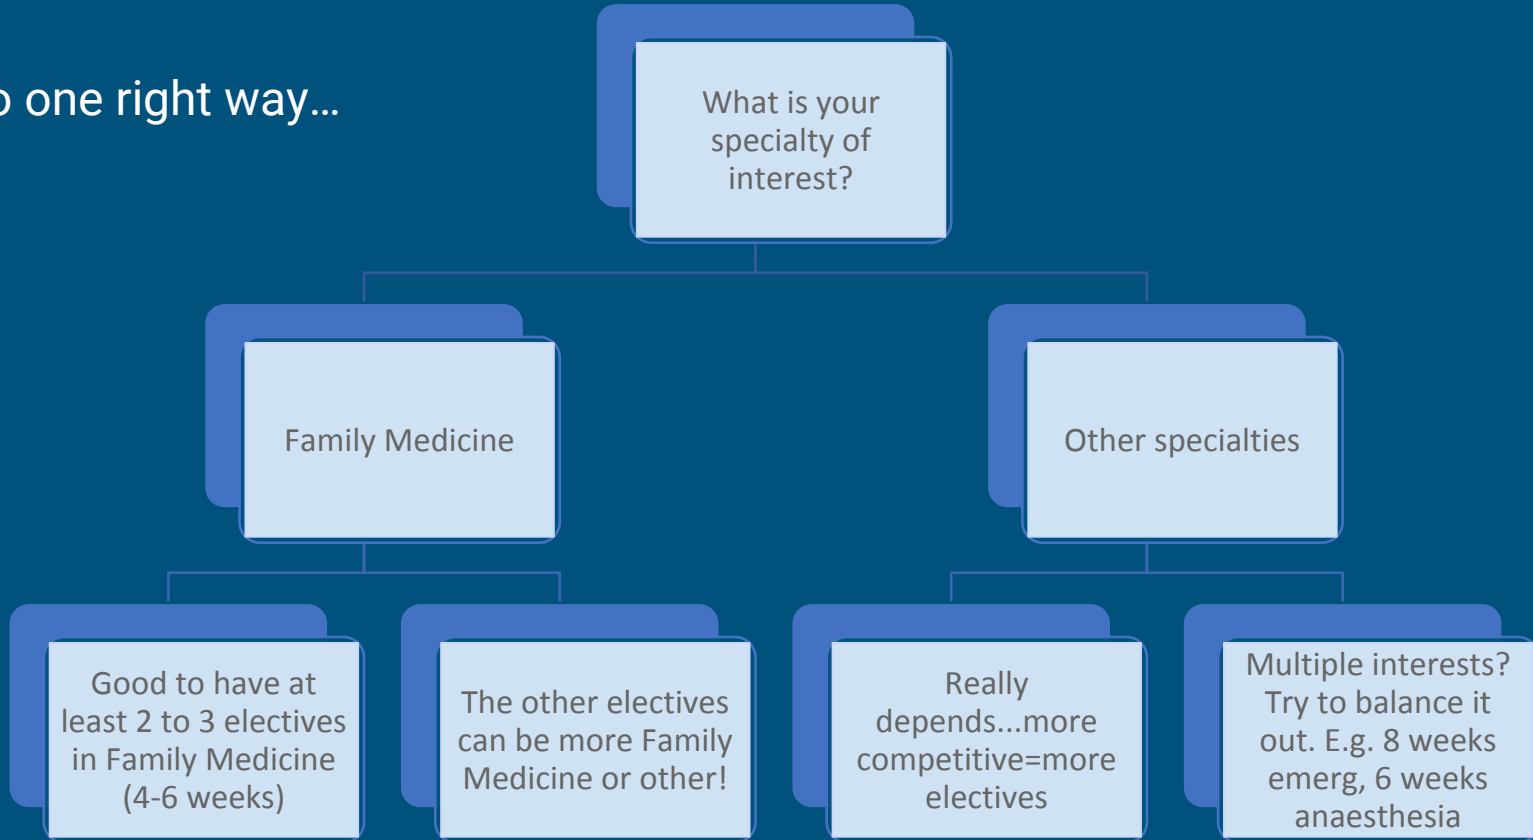 o one right way…
What is your
specialty of
interest?
Family Medicine
Other specialties
Good to have at
least 2 to 3 electives
in Family Medicine
(4-6 weeks)
The other electives
can be more Family
Medicine or other!
Really
depends...more
competitive=more
electives
Multiple interests?
Try to balance it
out. E.g. 8 weeks
emerg, 6 weeks
anaesthesia